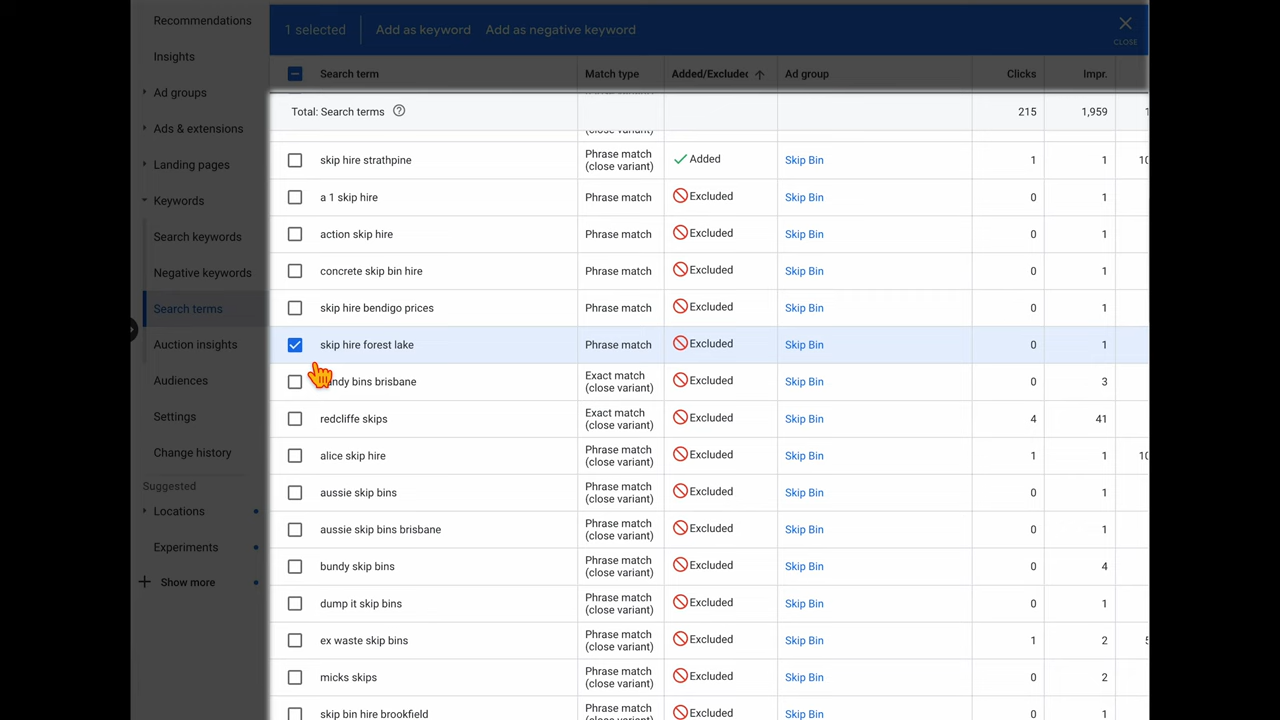 Recommendations
Insights
Ad groups
Ads & extensions
Landing pages
Keywords
Search keywords
Negative keywords
Search terms
Auction insights
Audiences
Settings
Change history
Suggested
Locations
Experiments
Show more
1 selected Add as keyword Add as negative keyword
CLOSE
Search term Match type Added/Excluded Ad group Clicks Impr.
Total: Search terms 215 1,959
(close variant)
skip hire strathpine Phrase match (close variant) Added Skip Bin 1 1
a 1 skip hire Phrase match Excluded Skip Bin 0 1
action skip hire Phrase match Excluded Skip Bin 0 1
concrete skip bin hire Phrase match Excluded Skip Bin 0 1
skip hire bendigo prices Phrase match Excluded Skip Bin 0 1
skip hire forest lake Phrase match Excluded Skip Bin 0 1
bins brisbane Exact match (close variant) Excluded Skip Bin 0 3
redcliffe skips Exact match (close variant) Excluded Skip Bin 4 41
alice skip hire Phrase match (close variant) Excluded Skip Bin 1 1
aussie skip bins Phrase match (close variant) Excluded Skip Bin 0 1
aussie skip bins brisbane Phrase match (close variant) Excluded Skip Bin 0 1
bundy skip bins Phrase match (close variant) Excluded Skip Bin 0 4
dump it skip bins Phrase match (close variant) Excluded Skip Bin 0 1
ex waste skip bins Phrase match (close variant) Excluded Skip Bin 1 2
micks skips Phrase match (close variant) Excluded Skip Bin 0 2
skip bin hire brookfield Phrase match Excluded Skip Bin 0 1